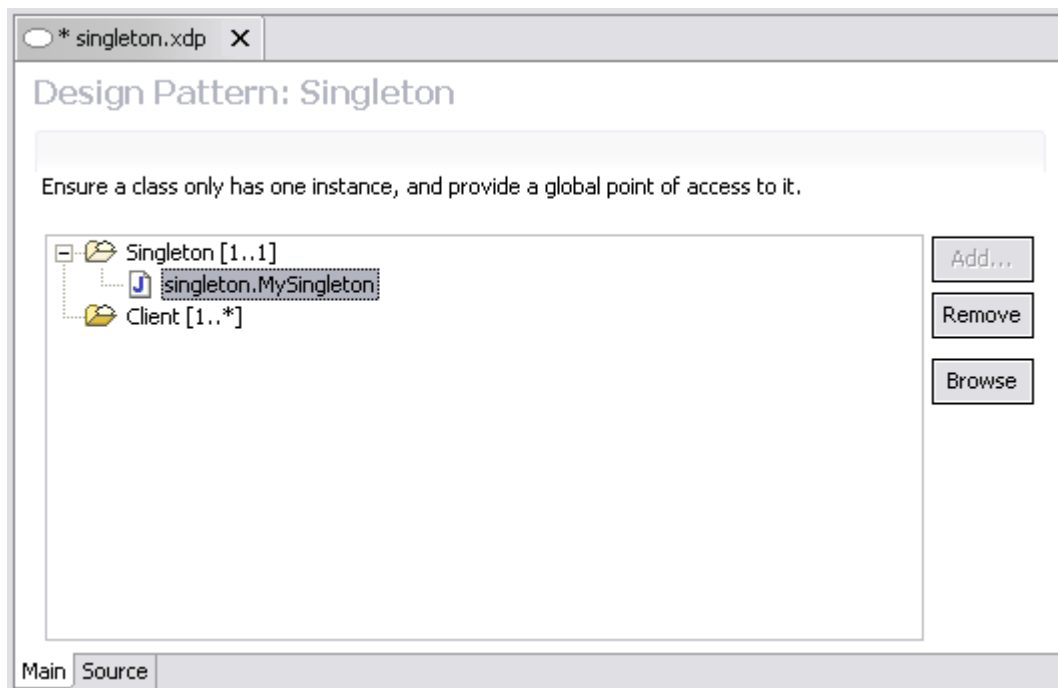 * singleton.xdp X
Design Pattern: Singleton
Ensure a class only has one instance, and provide a global point of access to it.
Singleton [1..1]
Add...
J singleton.MySingleton
Client [1..*]
Remove
Browse
Main Source